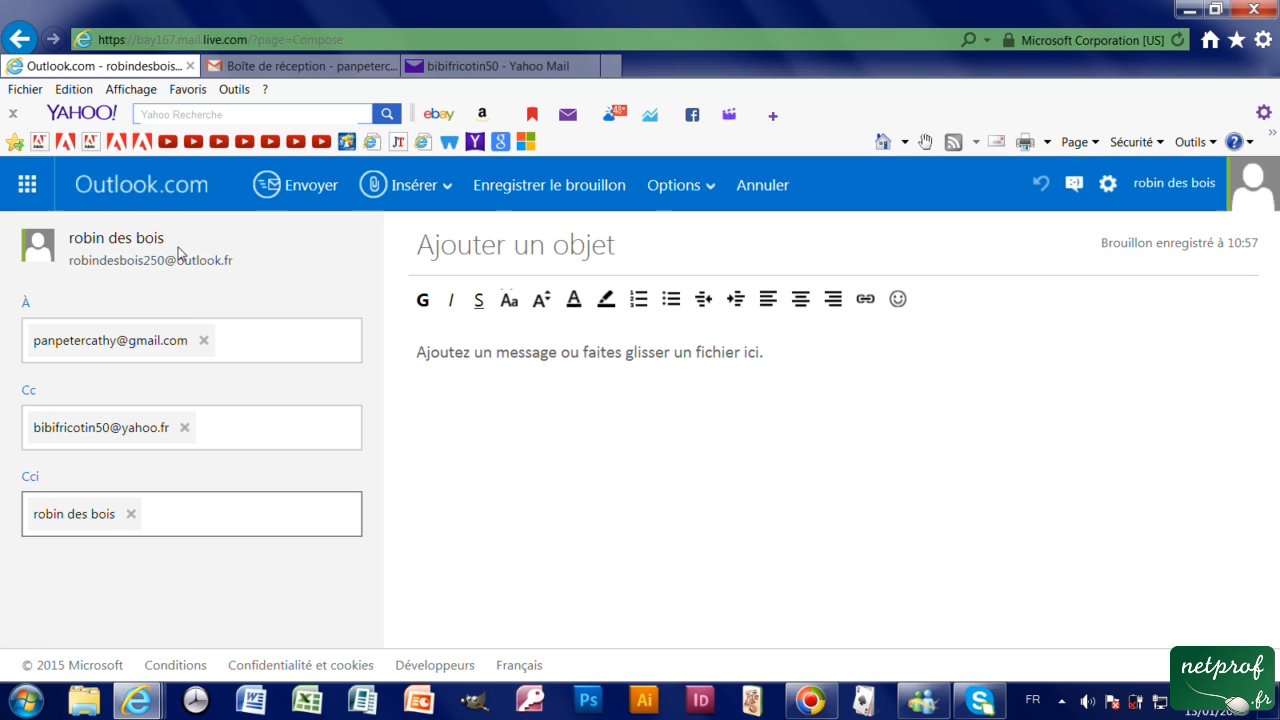 https://bay167.mail.live.com/?page=Compose
Microsoft Corporation [US]
Outlook.com - robindesbois...
Boîte de réception - panpeterc...
bibifricotin50 - Yahoo Mail
Fichier Edition Affichage Favoris Outils ?
YAHOO! Yahoo Recherche ebay a
Page Sécurité Outils
Outlook.com Envoyer Insérer Enregistrer le brouillon Options Annuler robin des bois
robin des bois
robindesbois250@outlook.fr
Ajouter un objet
Brouillon enregistré à 10:57
À
G I S Aa A A
panpetercathy@gmail.com
Ajoutez un message ou faites glisser un fichier ici.
Cc
bibifricotin50@yahoo.fr
Cci
robin des bois
© 2015 Microsoft Conditions Confidentialité et cookies Développeurs Français
netprof
.fr
Ps Ai Id FR